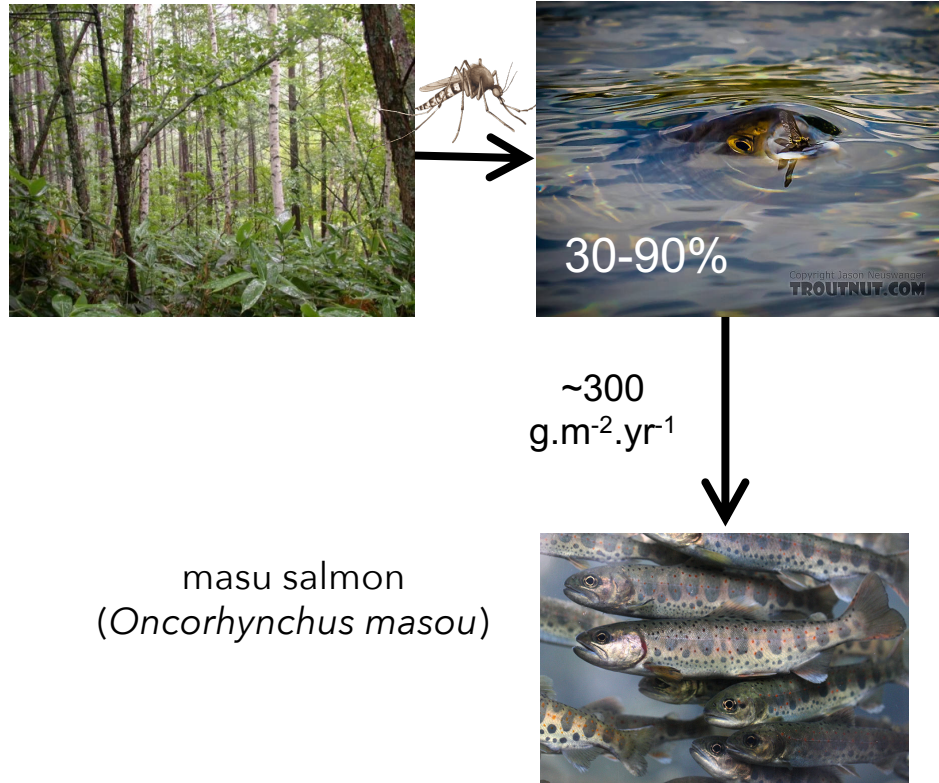 30-90%
Copyright Jason Neuswanger
TROUTNUT.COM
~300
g.m⁻².yr⁻¹
masu salmon
(Oncorhynchus masou)